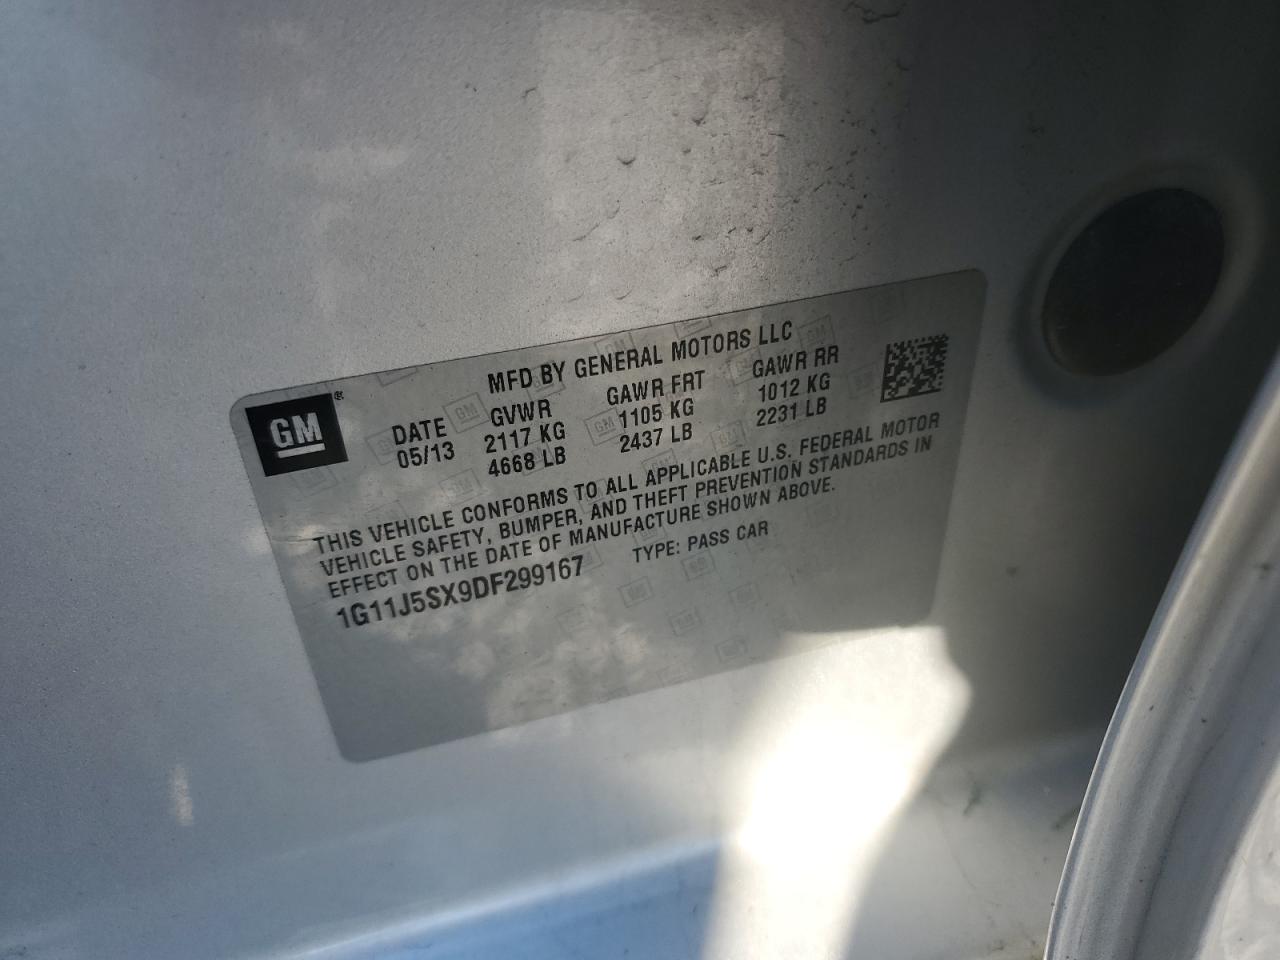 MFD BY GENERAL MOTORS LLC
GM®
DATE GVWR GAWR FRT GAWR RR
05/13 2117 KG 1105 KG 1012 KG
4668 LB 2437 LB 2231 LB
THIS VEHICLE CONFORMS TO ALL APPLICABLE U.S. FEDERAL MOTOR
VEHICLE SAFETY, BUMPER, AND THEFT PREVENTION STANDARDS IN
EFFECT ON THE DATE OF MANUFACTURE SHOWN ABOVE.
1G11J5SX9DF299167 TYPE: PASS CAR